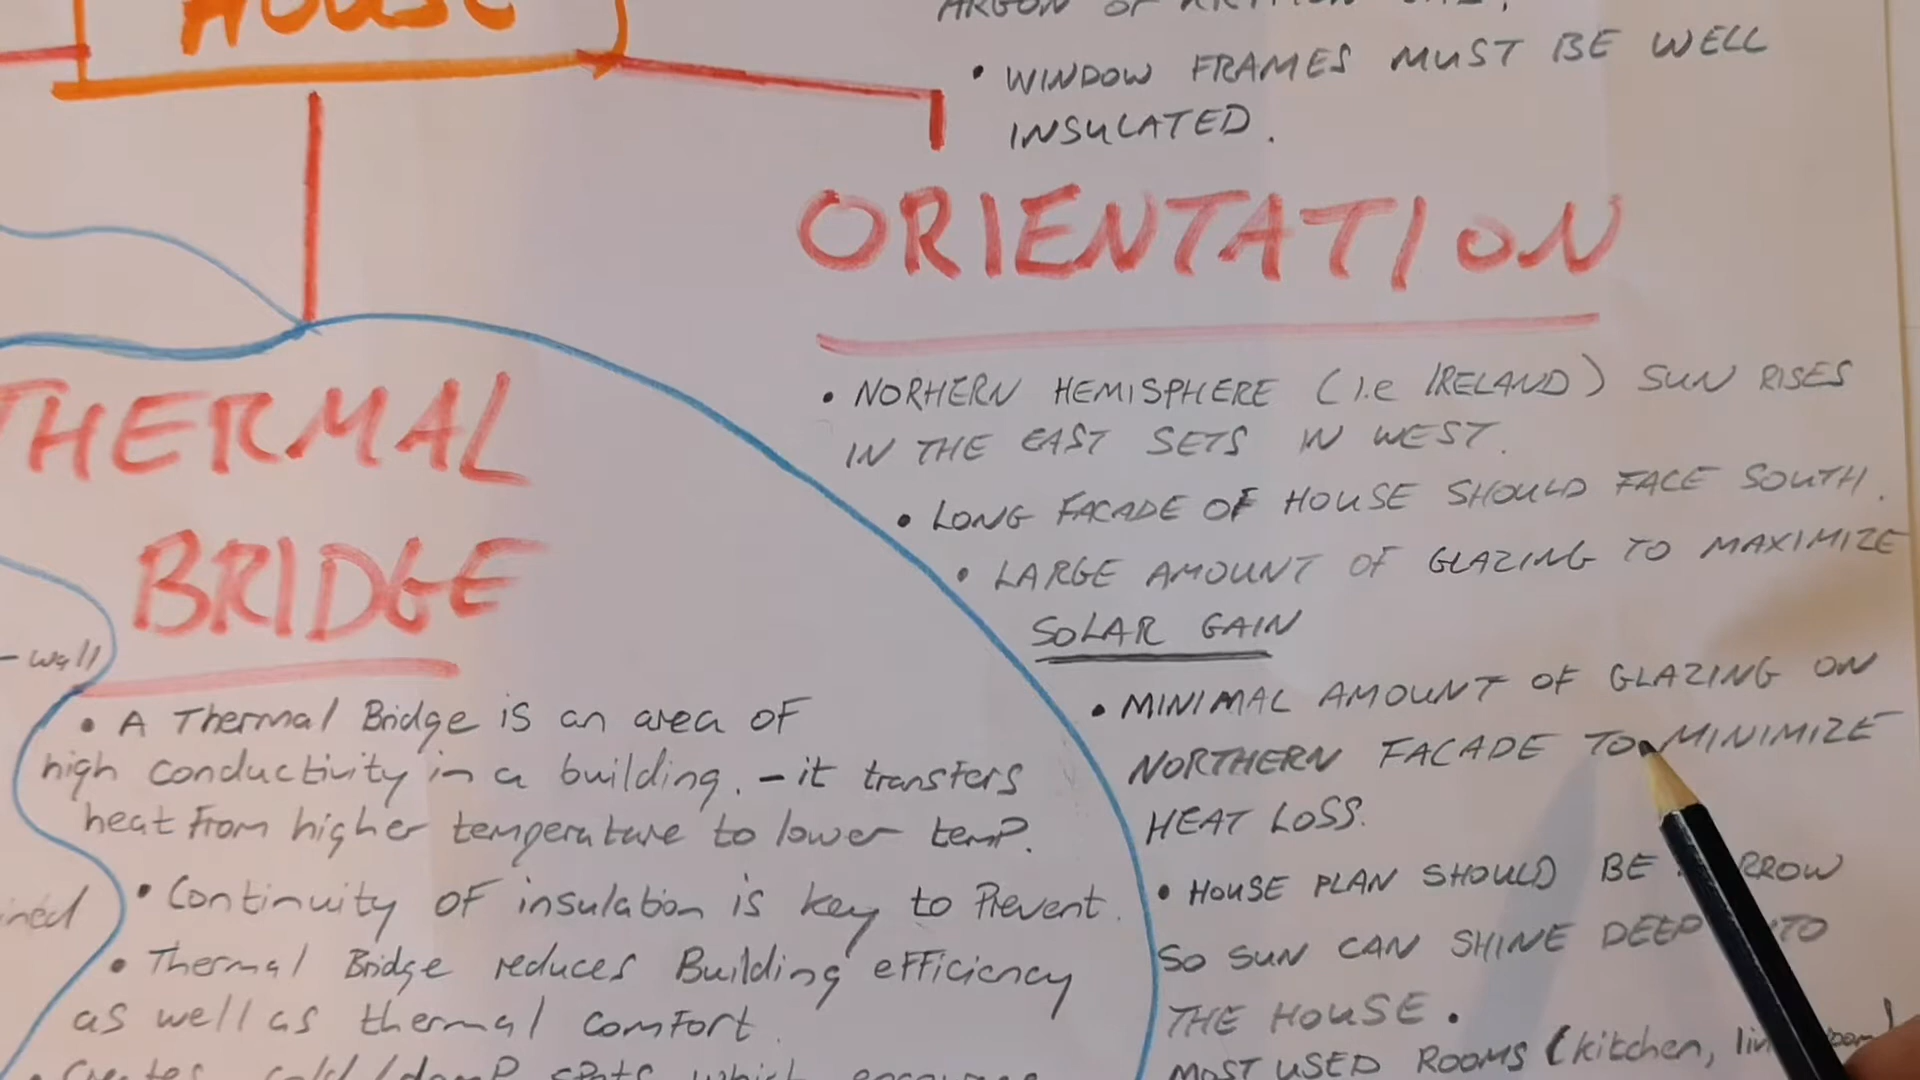 HOUSE
WINDOW FRAMES MUST BE WELL
INSULATED.
ORIENTATION
• NORHERN HEMISPHERE (i.e IRELAND) SUN RISES
IN THE EAST SETS IN WEST.
• LONG FACADE OF HOUSE SHOULD FACE SOUTH.
• LARGE AMOUNT OF GLAZING TO MAXIMIZE
SOLAR GAIN
• MINIMAL AMOUNT OF GLAZING ON
NORTHERN FACADE TO MINIMIZE
HEAT LOSS.
• HOUSE PLAN SHOULD BE
SO SUN CAN SHINE DEEP
THE HOUSE.
MOST USED ROOMS (kitchen,
THERMAL
BRIDGE
- wall
• A Thermal Bridge is an area of
high conductivity in a building. - it transfers
heat from higher temperature to lower temp.
• Continuity of insulation is key to Prevent.
• Thermal Bridge reduces Building efficiency
as well as thermal comfort.